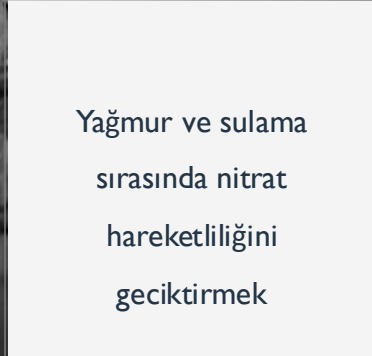 Yağmur ve sulama
sırasında nitrat
hareketliliğini
geciktirmek